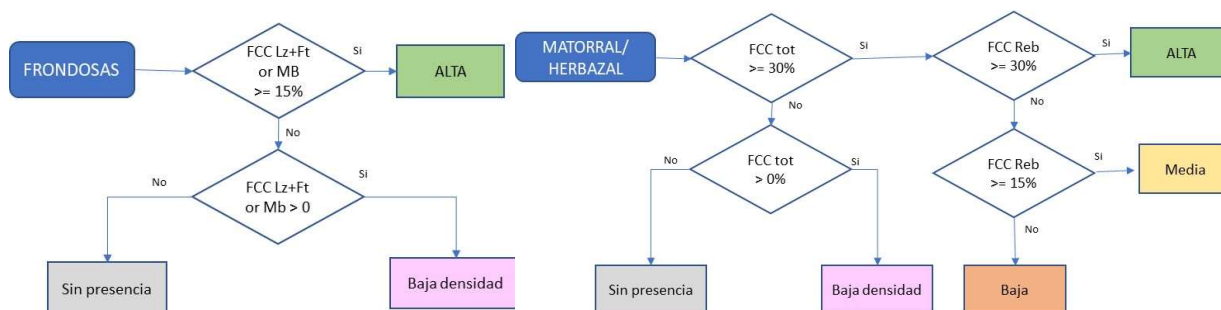 FRONDOSAS
FCC Lz+Ft
or MB
>= 15%
Si
ALTA
No
FCC Lz+Ft
or Mb > 0
No
Si
Sin presencia
Baja densidad
MATORRAL/
HERBAZAL
FCC tot
>= 30%
Si
FCC Reb
>= 30%
Si
ALTA
No
No
FCC tot
> 0%
No
Si
FCC Reb
>= 15%
Si
Media
No
Sin presencia
Baja densidad
Baja